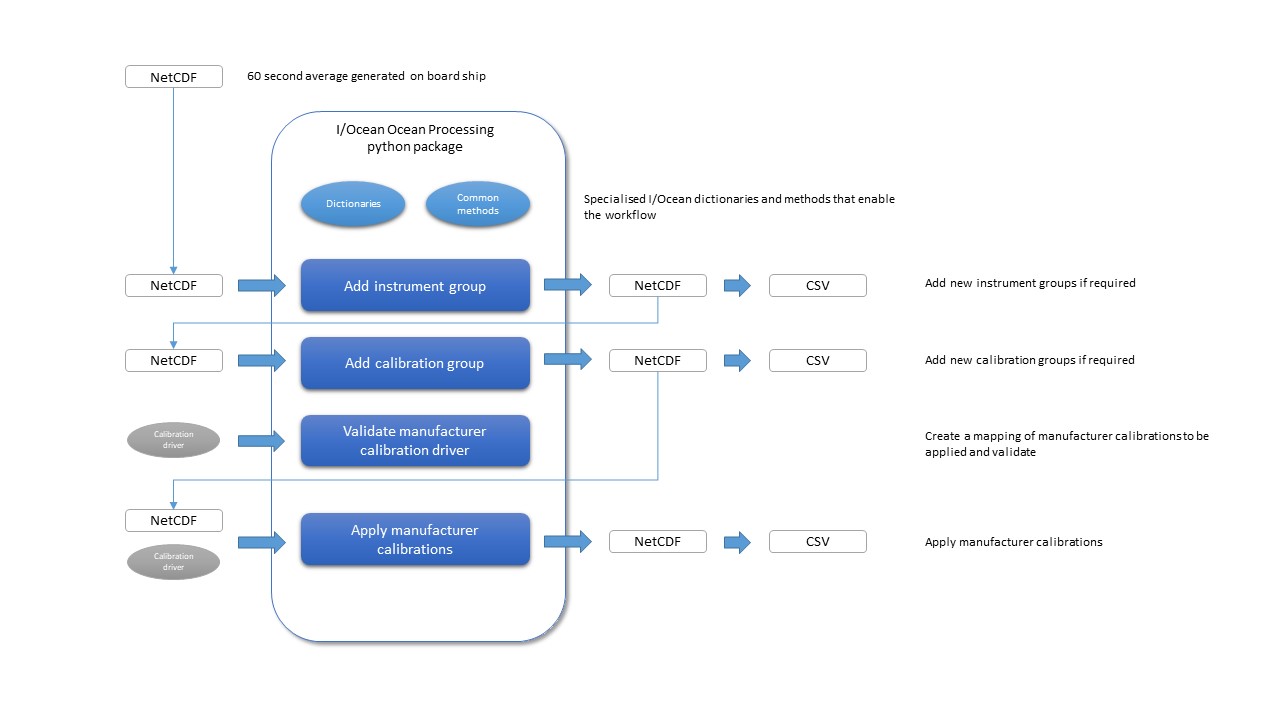 NetCDF
60 second average generated on board ship
I/Ocean Ocean Processing
python package
Dictionaries
Common
methods
Specialised I/Ocean dictionaries and methods that enable
the workflow
NetCDF
Add instrument group
NetCDF
CSV
Add new instrument groups if required
NetCDF
Add calibration group
NetCDF
CSV
Add new calibration groups if required
Calibration
driver
Validate manufacturer
calibration driver
Create a mapping of manufacturer calibrations to be
applied and validate
NetCDF
Calibration
driver
Apply manufacturer
calibrations
NetCDF
CSV
Apply manufacturer calibrations